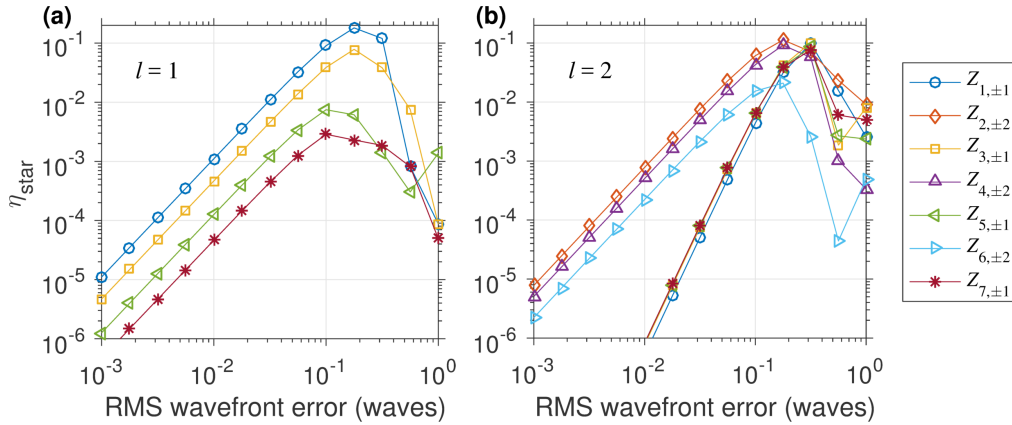 (a)
(b)
η_star
10^-1
10^-2
10^-3
10^-4
10^-5
10^-6
l = 1
10^-3 10^-2 10^-1 10^0
RMS wavefront error (waves)
10^-1
10^-2
10^-3
10^-4
10^-5
10^-6
l = 2
10^-3 10^-2 10^-1 10^0
RMS wavefront error (waves)
Z_1,±1
Z_2,±2
Z_3,±1
Z_4,±2
Z_5,±1
Z_6,±2
Z_7,±1